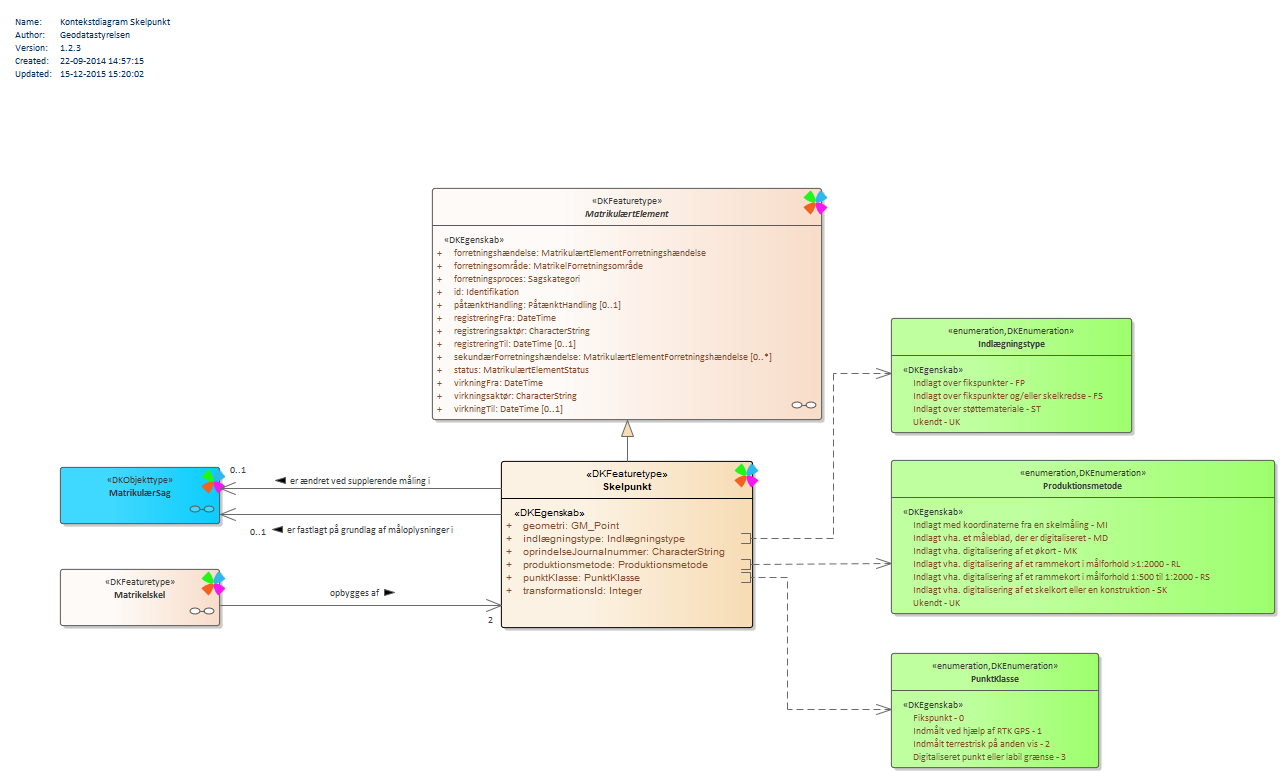 Name: Kontekstdiagram Skelpunkt
Author: Geodatastyrelsen
Version: 1.2.3
Created: 22-09-2014 14:57:15
Updated: 15-12-2015 15:20:02
«DKFeaturetype»
MatrikulærtElement
«DKEgenskab»
+ forretningshændelse: MatrikulærtElementForretningshændelse
+ forretningsområde: MatrikelForretningsområde
+ forretningsproces: Sagskategori
+ id: Identifikation
+ påtænktHandling: PåtænktHandling [0..1]
+ registreringFra: DateTime
+ registreringsaktør: CharacterString
+ registreringTil: DateTime [0..1]
+ sekundærForretningshændelse: MatrikulærtElementForretningshændelse [0..*]
+ status: MatrikulærtElementStatus
+ virkningFra: DateTime
+ virkningsaktør: CharacterString
+ virkningTil: DateTime [0..1]
«enumeration,DKEnumeration»
Indlægningstype
«DKEgenskab»
Indlagt over fikspunkter - FP
Indlagt over fikspunkter og/eller skelkredse - FS
Indlagt over støttemateriale - ST
Ukendt - UK
«DKObjekttype»
MatrikulærSag
0..1
er ændret ved supplerende måling i
0..1
er fastlagt på grundlag af måloplysninger i
«DKFeaturetype»
Skelpunkt
«DKEgenskab»
+ geometri: GM_Point
+ indlægningstype: Indlægningstype
+ oprindelseJournalnummer: CharacterString
+ produktionsmetode: Produktionsmetode
+ punktKlasse: PunktKlasse
+ transformationsId: Integer
«enumeration,DKEnumeration»
Produktionsmetode
«DKEgenskab»
Indlagt med koordinaterne fra en skelmåling - MI
Indlagt vha. et måleblad, der er digitaliseret - MD
Indlagt vha. digitalisering af et økort - MK
Indlagt vha. digitalisering af et rammekort i målforhold >1:2000 - RL
Indlagt vha. digitalisering af et rammekort i målforhold 1:500 til 1:2000 - RS
Indlagt vha. digitalisering af et skelkort eller en konstruktion - SK
Ukendt - UK
«DKFeaturetype»
Matrikelskel
opbygges af
2
«enumeration,DKEnumeration»
PunktKlasse
«DKEgenskab»
Fikspunkt - 0
Indmålt ved hjælp af RTK GPS - 1
Indmålt terrestrisk på anden vis - 2
Digitaliseret punkt eller labil grænse - 3